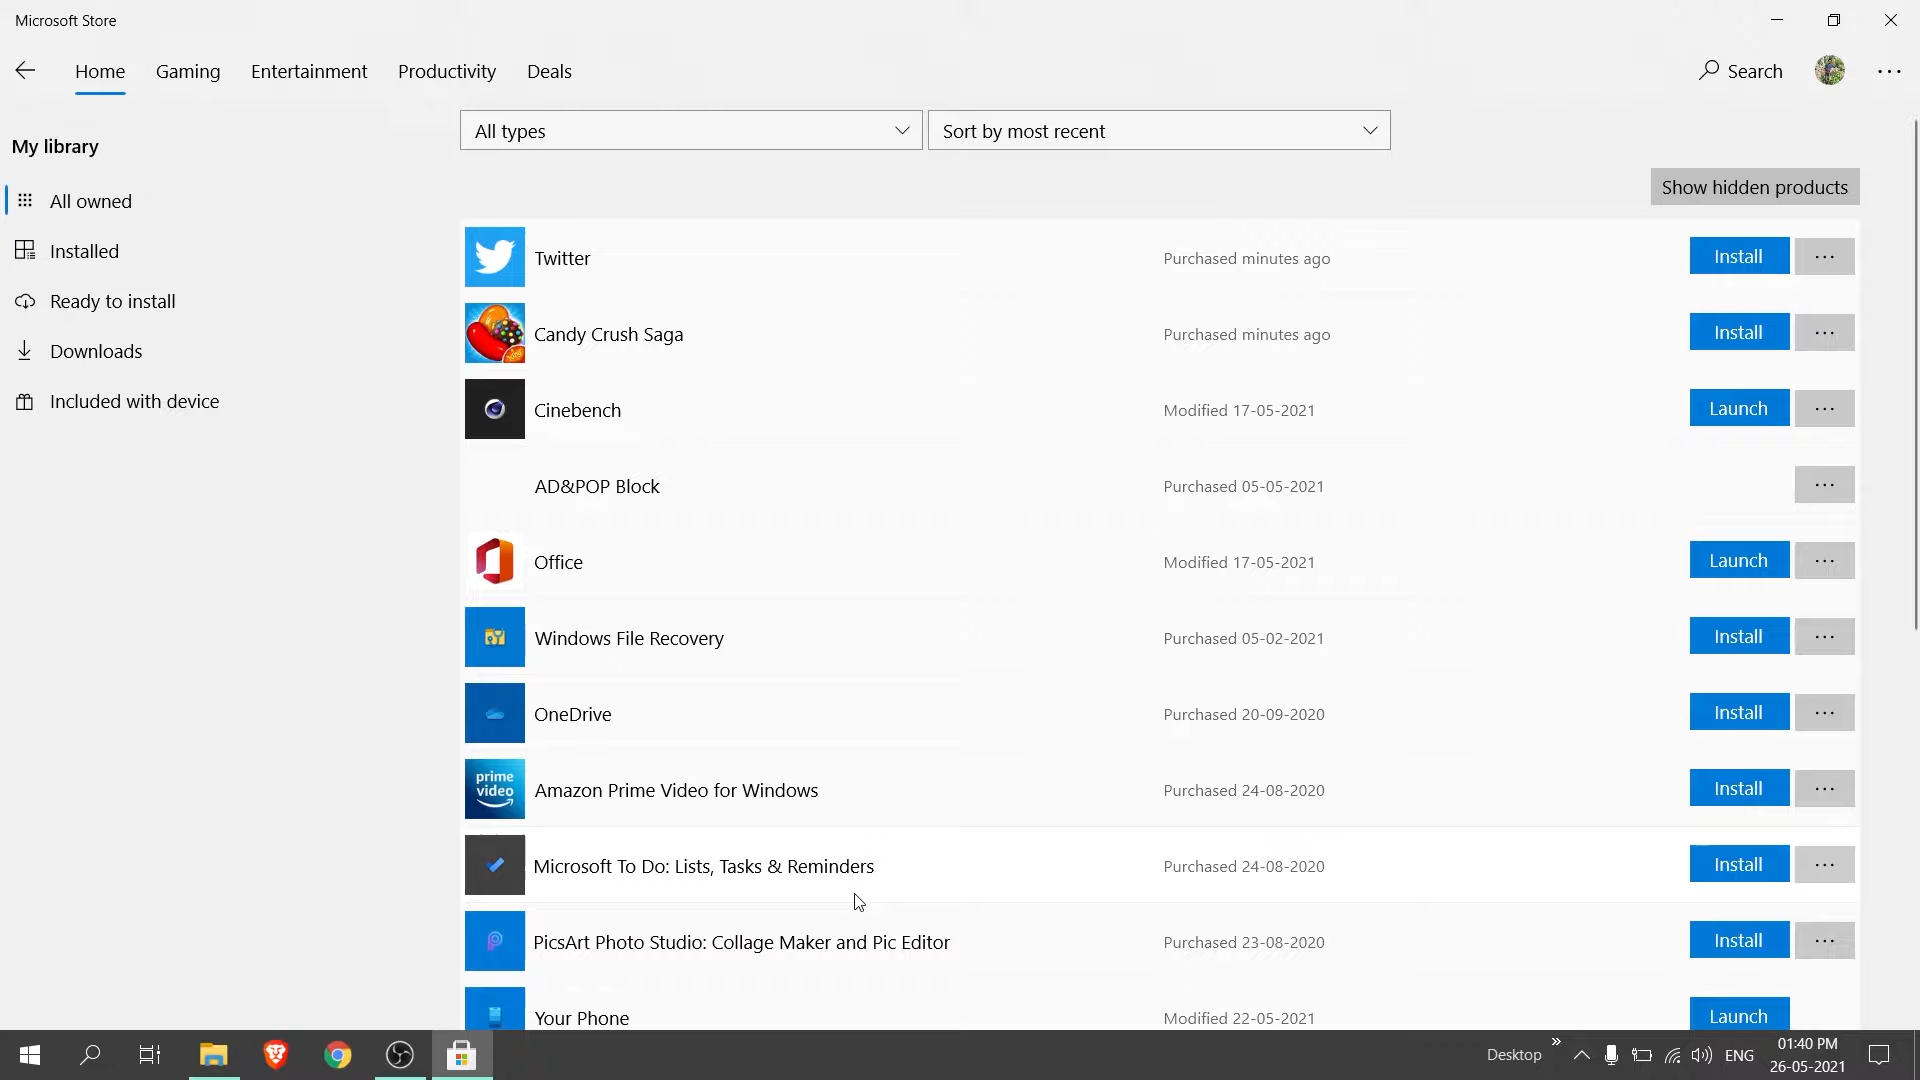 Microsoft Store
Home Gaming Entertainment Productivity Deals Search
My library
All owned
Installed
Ready to install
Downloads
Included with device
All types Sort by most recent
Show hidden products
Twitter Purchased minutes ago Install
Candy Crush Saga Purchased minutes ago Install
Cinebench Modified 17-05-2021 Launch
AD&POP Block Purchased 05-05-2021
Office Modified 17-05-2021 Launch
Windows File Recovery Purchased 05-02-2021 Install
OneDrive Purchased 20-09-2020 Install
prime
video
Amazon Prime Video for Windows Purchased 24-08-2020 Install
Microsoft To Do: Lists, Tasks & Reminders Purchased 24-08-2020 Install
PicsArt Photo Studio: Collage Maker and Pic Editor Purchased 23-08-2020 Install
Your Phone Modified 22-05-2021 Launch
Desktop ENG 01:40 PM
26-05-2021